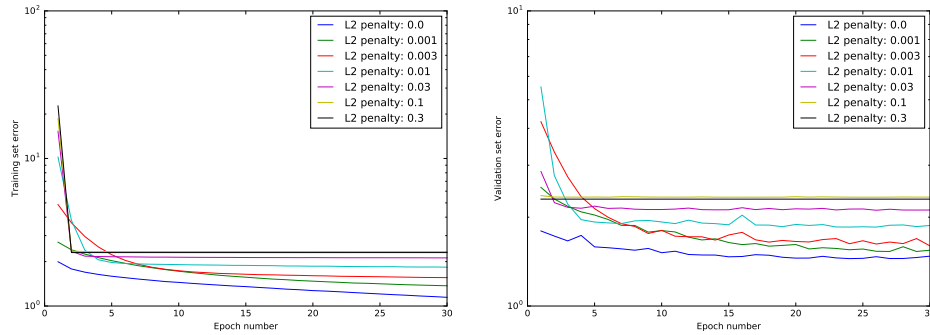 10²
10¹
10⁰
Training set error
0
5
10
15
20
25
30
Epoch number
L2 penalty: 0.0
L2 penalty: 0.001
L2 penalty: 0.003
L2 penalty: 0.01
L2 penalty: 0.03
L2 penalty: 0.1
L2 penalty: 0.3
10¹
10⁰
Validation set error
0
5
10
15
20
25
30
Epoch number
L2 penalty: 0.0
L2 penalty: 0.001
L2 penalty: 0.003
L2 penalty: 0.01
L2 penalty: 0.03
L2 penalty: 0.1
L2 penalty: 0.3